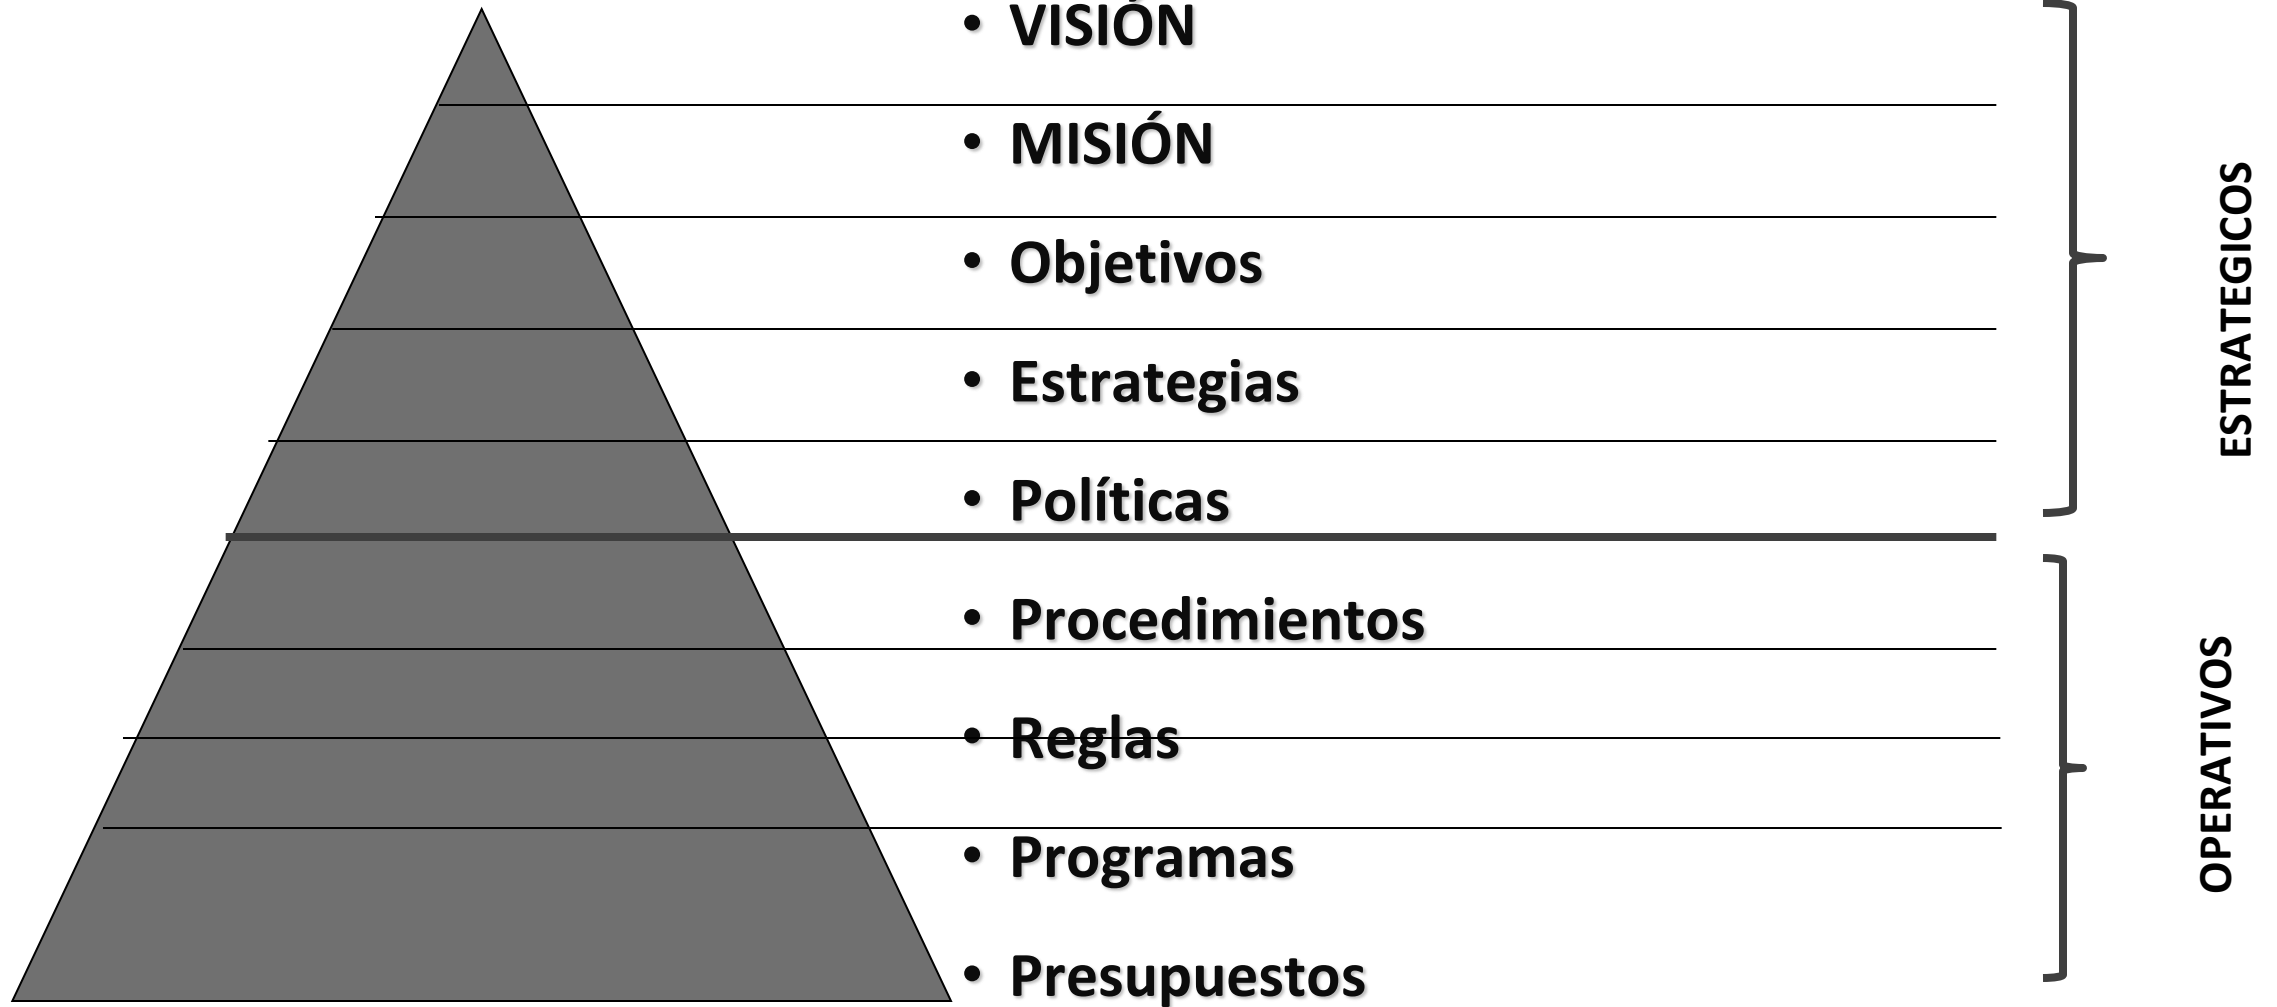 • VISIÓN
• MISIÓN
• Objetivos
• Estrategias
• Políticas
• Procedimientos
• Reglas
• Programas
• Presupuestos
ESTRATEGICOS
OPERATIVOS